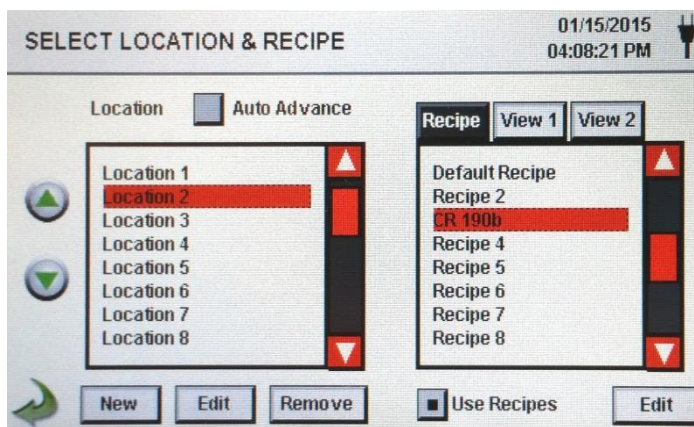 SELECT LOCATION & RECIPE
01/15/2015
04:08:21 PM
Location
Auto Advance
Recipe
View 1
View 2
Location 1
Location 2
Location 3
Location 4
Location 5
Location 6
Location 7
Location 8
Default Recipe
Recipe 2
CR 190b
Recipe 4
Recipe 5
Recipe 6
Recipe 7
Recipe 8
New
Edit
Remove
Use Recipes
Edit